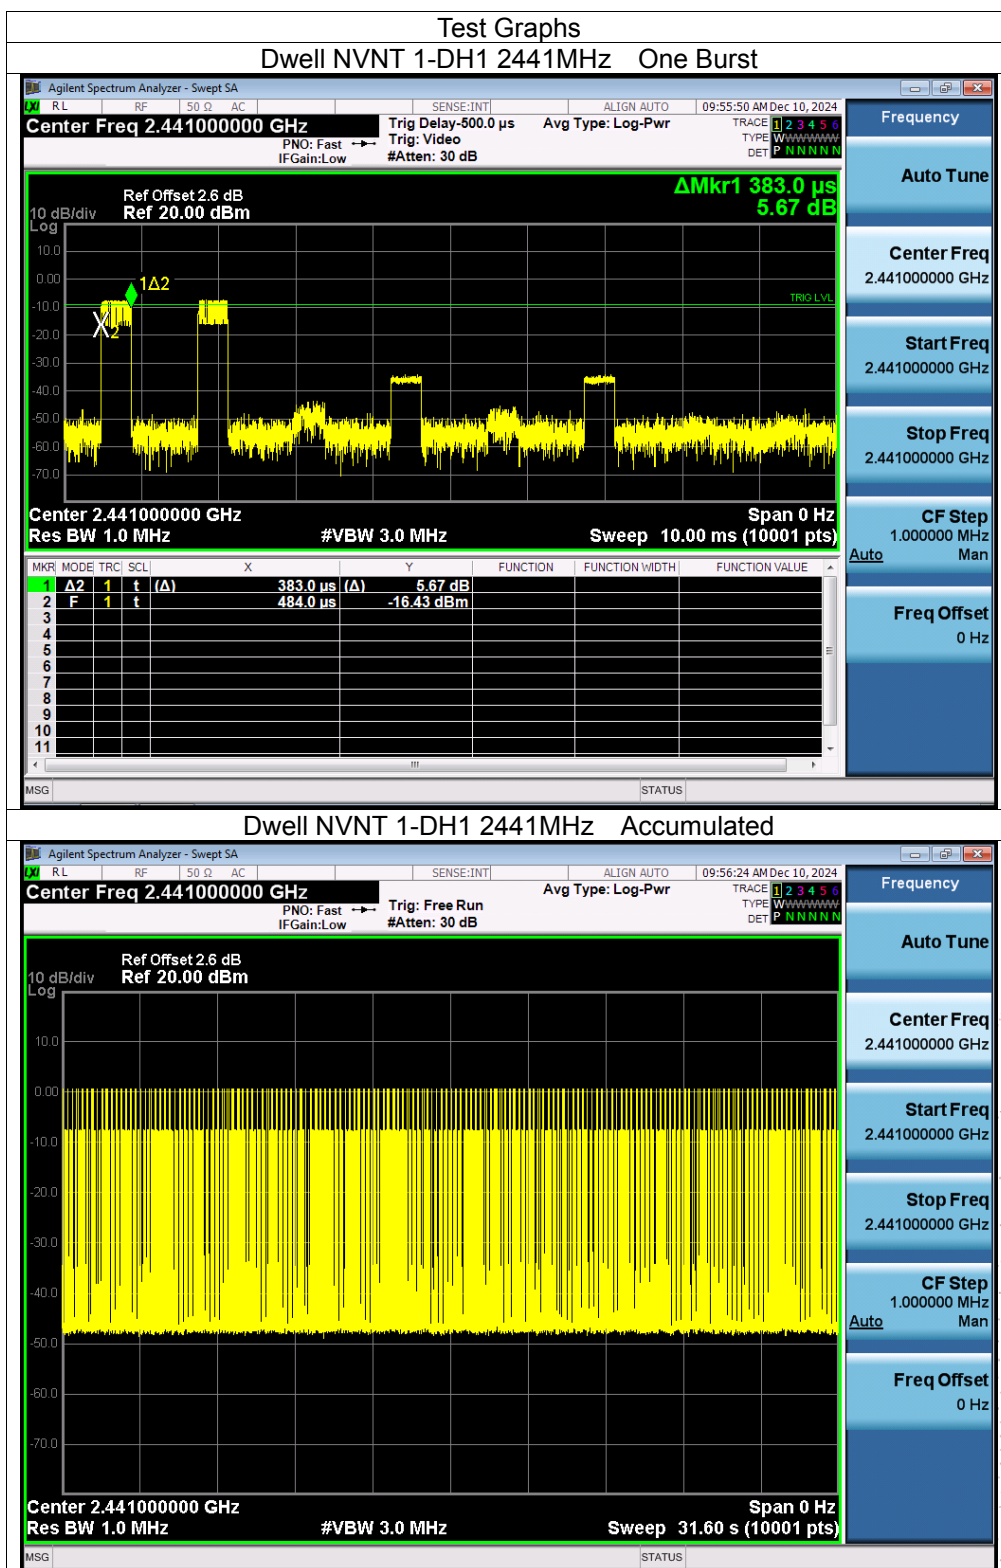 Test Graphs
Dwell NVNT 1-DH1 2441MHz One Burst
Agilent Spectrum Analyzer - Swept SA
LXI RL RF 50 Ω AC SENSE:INT ALIGN AUTO 09:55:50 AM Dec 10, 2024
Center Freq 2.441000000 GHz
PNO: Fast
IFGain:Low
Trig Delay-500.0 µs
Trig: Video
#Atten: 30 dB
Avg Type: Log-Pwr
TRACE 1 2 3 4 5 6
TYPE WWWWWW
DET P N N N N N
Frequency
Auto Tune
Center Freq
2.441000000 GHz
Start Freq
2.441000000 GHz
Stop Freq
2.441000000 GHz
CF Step
1.000000 MHz
Auto Man
Freq Offset
0 Hz
ΔMkr1 383.0 µs
5.67 dB
Ref Offset 2.6 dB
10 dB/div Ref 20.00 dBm
Log
10.0
0.00
-10.0
-20.0
-30.0
-40.0
-50.0
-60.0
-70.0
1Δ2
X2
TRIG LVL
Center 2.441000000 GHz Span 0 Hz
Res BW 1.0 MHz #VBW 3.0 MHz Sweep 10.00 ms (10001 pts)
MKR MODE TRC SCL X Y FUNCTION FUNCTION WIDTH FUNCTION VALUE
1 Δ2 1 t (Δ) 383.0 µs (Δ) 5.67 dB
2 F 1 t 484.0 µs -16.43 dBm
3
4
5
6
7
8
9
10
11
MSG STATUS
Dwell NVNT 1-DH1 2441MHz Accumulated
Agilent Spectrum Analyzer - Swept SA
LXI RL RF 50 Ω AC SENSE:INT ALIGN AUTO 09:56:24 AM Dec 10, 2024
Center Freq 2.441000000 GHz
PNO: Fast
IFGain:Low
Trig: Free Run
#Atten: 30 dB
Avg Type: Log-Pwr
TRACE 1 2 3 4 5 6
TYPE WWWWWW
DET P N N N N N
Frequency
Auto Tune
Center Freq
2.441000000 GHz
Start Freq
2.441000000 GHz
Stop Freq
2.441000000 GHz
CF Step
1.000000 MHz
Auto Man
Freq Offset
0 Hz
Ref Offset 2.6 dB
10 dB/div Ref 20.00 dBm
Log
10.0
0.00
-10.0
-20.0
-30.0
-40.0
-50.0
-60.0
-70.0
Center 2.441000000 GHz Span 0 Hz
Res BW 1.0 MHz #VBW 3.0 MHz Sweep 31.60 s (10001 pts)
MSG STATUS